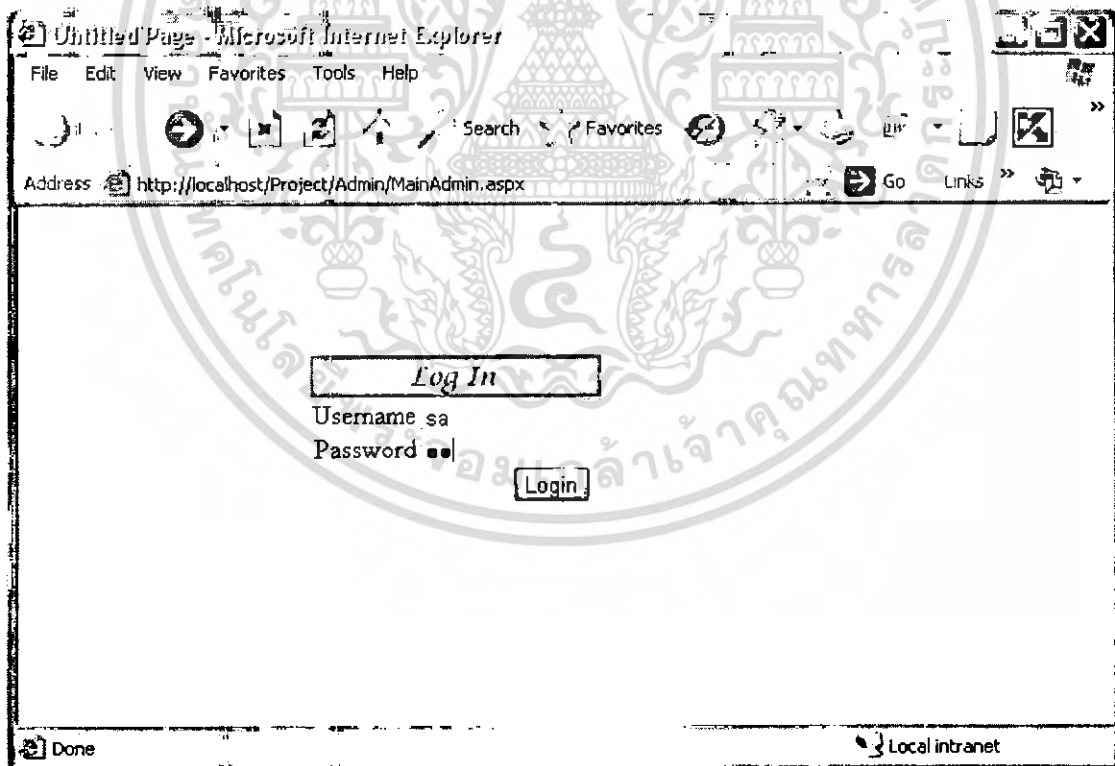 Untitled Page - Microsoft Internet Explorer
File Edit View Favorites Tools Help
Search Favorites »
Address http://localhost/Project/Admin/MainAdmin.aspx Go Links »
Log In
Username sa
Password ●●
Login
Done Local intranet